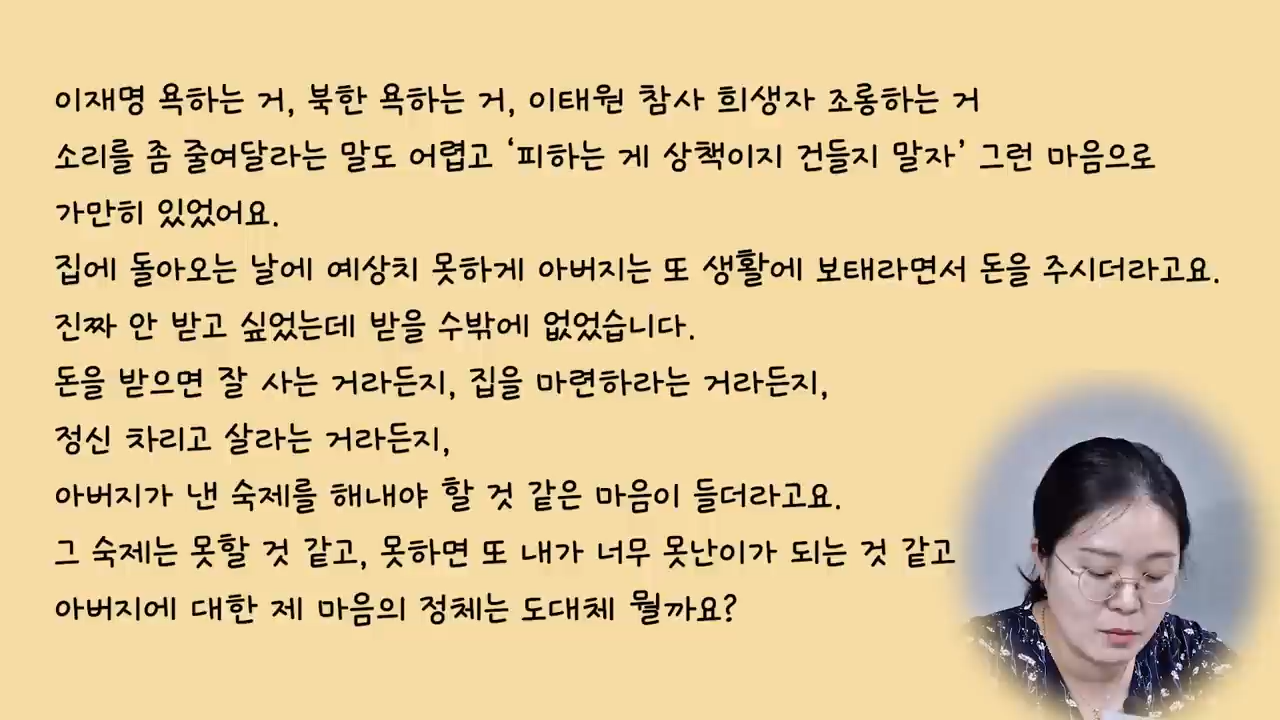 이재명 욕하는 거, 북한 욕하는 거, 이태원 참사 희생자 조롱하는 거
소리를 좀 줄여달라는 말도 어렵고 ‘피하는 게 상책이지 건들지 말자’ 그런 마음으로
가만히 있었어요.
집에 돌아오는 날에 예상치 못하게 아버지는 또 생활에 보태라면서 돈을 주시더라고요.
진짜 안 받고 싶었는데 받을 수밖에 없었습니다.
돈을 받으면 잘 사는 거라든지, 집을 마련하라는 거라든지,
정신 차리고 살라는 거라든지,
아버지가 낸 숙제를 해내야 할 것 같은 마음이 들더라고요.
그 숙제는 못할 것 같고, 못하면 또 내가 너무 못난이가 되는 것 같고
아버지에 대한 제 마음의 정체는 도대체 뭘까요?